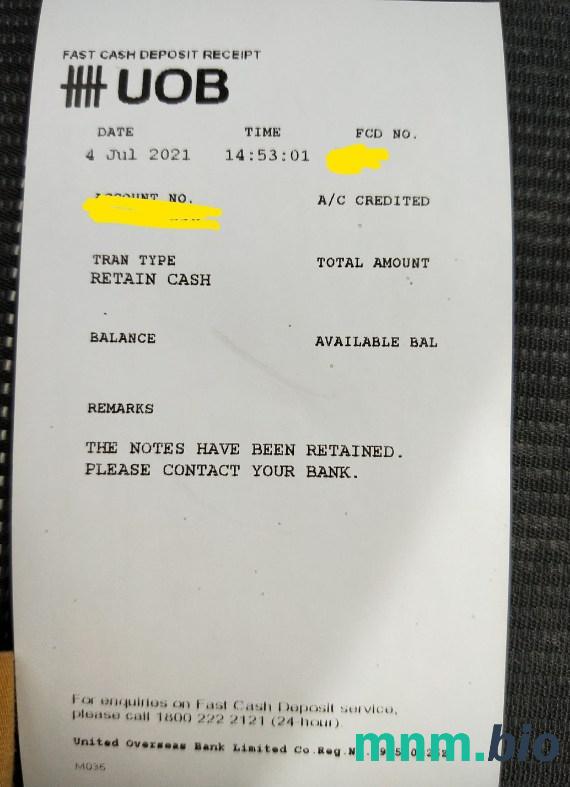 FAST CASH DEPOSIT RECEIPT
UOB
DATE TIME FCD NO.
4 Jul 2021 14:53:01
NO. A/C CREDITED
TRAN TYPE TOTAL AMOUNT
RETAIN CASH
BALANCE AVAILABLE BAL
REMARKS
THE NOTES HAVE BEEN RETAINED.
PLEASE CONTACT YOUR BANK.
For enquiries on Fast Cash Deposit service,
please call 1800 222 2121 (24-hour)
United Overseas Bank Limited Co.Reg.
mnm.bio
M035